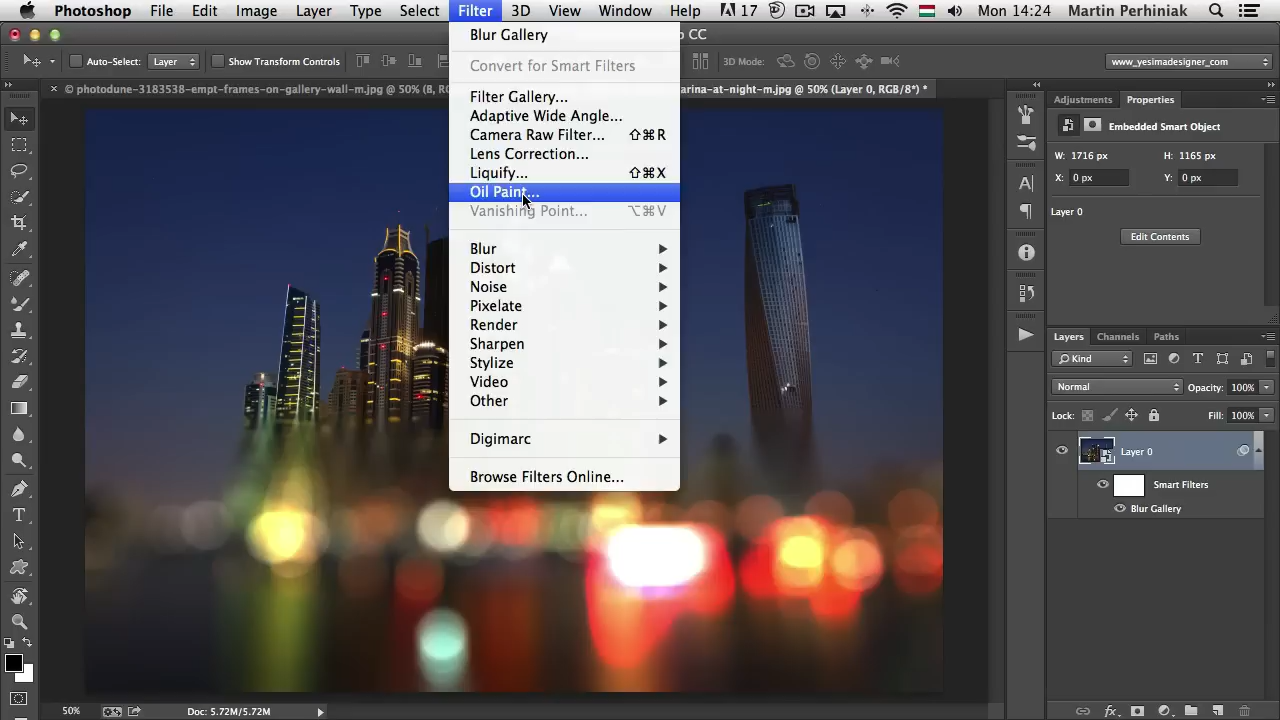 Photoshop File Edit Image Layer Type Select Filter 3D View Window Help 17 Mon 14:24 Martin Perhiniak
CC
Auto-Select: Layer Show Transform Controls 3D Mode: www_yesimadesigner_com
© photodune-3183538-empt-frames-on-gallery-wall-m.jpg @ 50% (B, R arina-at-night-m.jpg @ 50% (Layer 0, RGB/8*) *
Blur Gallery
Convert for Smart Filters
Filter Gallery...
Adaptive Wide Angle...
Camera Raw Filter... ⇧⌘R
Lens Correction...
Liquify... ⇧⌘X
Oil Paint...
Vanishing Point... ⌥⌘V
Blur
Distort
Noise
Pixelate
Render
Sharpen
Stylize
Video
Other
Digimarc
Browse Filters Online...
Adjustments Properties
Embedded Smart Object
W: 1716 px H: 1165 px
X: 0 px Y: 0 px
Layer 0
Edit Contents
Layers Channels Paths
Kind
Normal Opacity: 100%
Lock: Fill: 100%
Layer 0
Smart Filters
Blur Gallery
50% Doc: 5.72M/5.72M